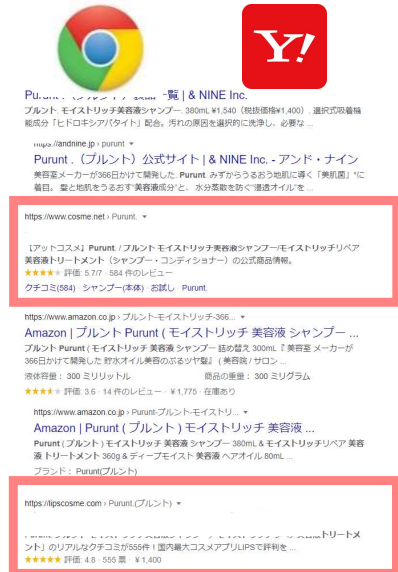 Y!
Purunt.（プルント）製品一覧 | & NINE Inc.
プルント. モイストリッチ美容液シャンプー. 380mL ¥1,540（税抜価格¥1,400）. 選択式吸着機
能成分「ヒドロキシアパタイト」配合。汚れの原因を選択的に洗浄し、必要な ...
https://andnine.jp › purunt ▼
Purunt .（プルント）公式サイト | & NINE Inc. - アンド・ナイン
美容室メーカーが366日かけて開発した. Purunt. みずからうるおう地肌に導く「美肌菌」*に
着目。 髪と地肌をうるおす"美容液成分"と、 水分蒸散を防ぐ"浸透オイル"を ...
https://www.cosme.net › Purunt. ▼
【アットコスメ】Purunt. / プルント モイストリッチ美容液シャンプー/モイストリッチリペア
美容液トリートメント（シャンプー・コンディショナー）の公式商品情報。
★★★★★ 評価: 5.7/7 · 584 件のレビュー
クチコミ(584) · シャンプー(本体) · お試し · Purunt.
https://www.amazon.co.jp › プルント-モイストリッチ-366... ▼
Amazon | プルント Purunt ( モイストリッチ 美容液 シャンプー ...
プルント Purunt ( モイストリッチ 美容液 シャンプー 詰め替え 300mL『 美容室 メーカーが
366日かけて開発した 貯水オイル美容のぷるツヤ髪』( 美容院 / サロン ...
液体容量： 300 ミリリットル 商品の重量： 300 ミリグラム
★★★★★ 評価: 3.6 · 14 件のレビュー · ¥1,775 · 在庫あり
https://www.amazon.co.jp › Purunt-プルント-モイストリ... ▼
Amazon | Purunt ( プルント ) モイストリッチ 美容液 ...
Purunt ( プルント ) モイストリッチ 美容液 シャンプー 380mL & モイストリッチリペア 美容
液 トリートメント 360g & ディープモイスト 美容液 ヘアオイル 80mL ...
ブランド： Purunt(プルント)
https://lipscosme.com › Purunt.(プルント) ▼
ント」のリアルなクチコミが555件！国内最大コスメアプリLIPSで評判を ...
★★★★★ 評価: 4.8 · 555 票 · ¥1,400